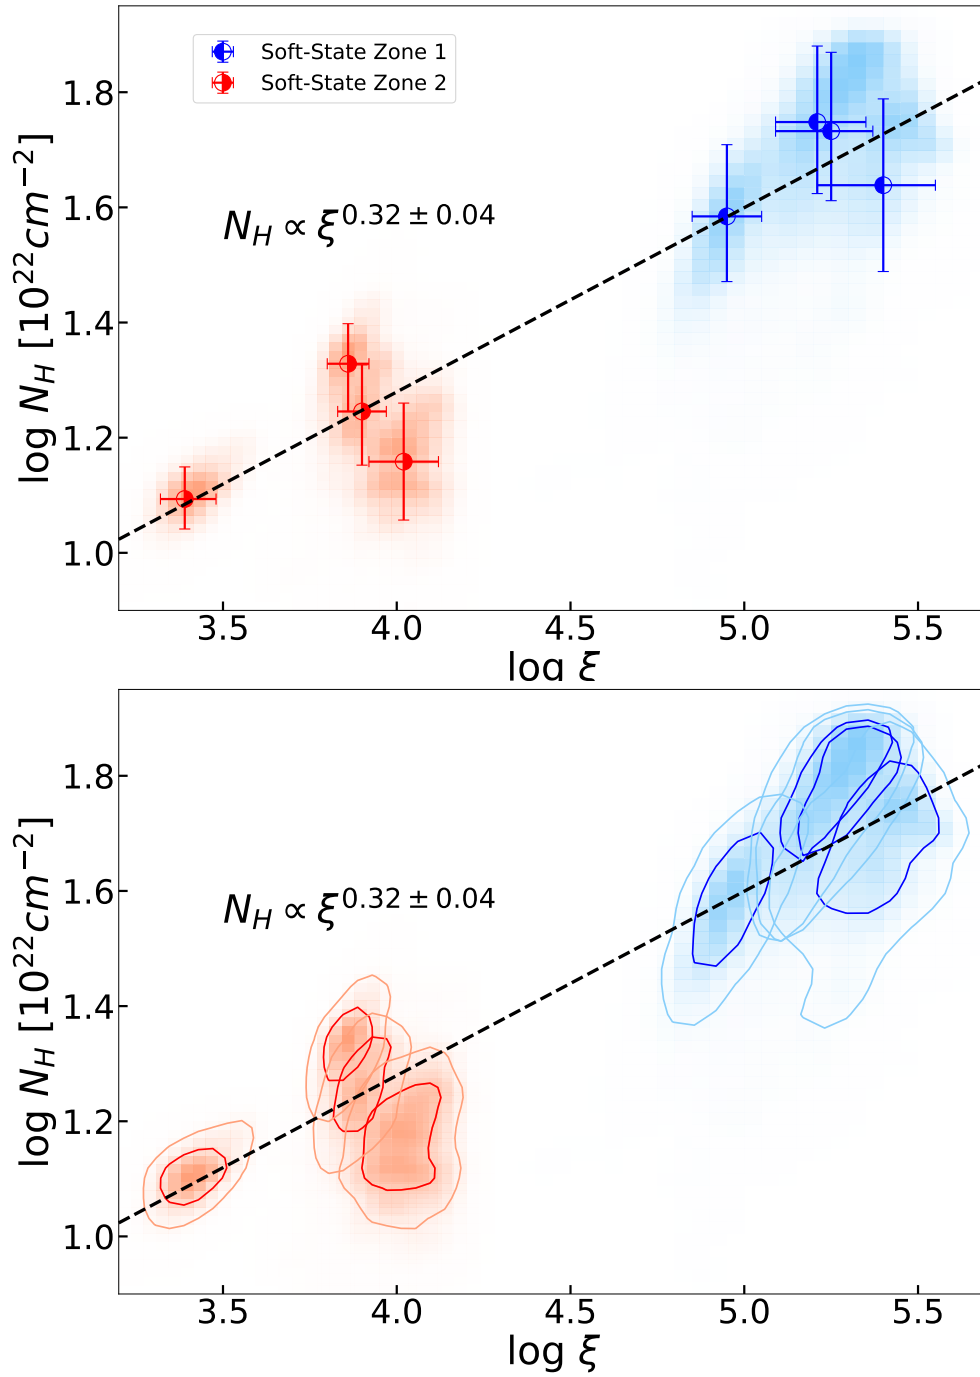 Soft-State Zone 1
Soft-State Zone 2
N_H ∝ ξ^{0.32 ± 0.04}
log N_H [10^{22}cm^{-2}]
1.8
1.6
1.4
1.2
1.0
3.5 4.0 4.5 5.0 5.5
log ξ
N_H ∝ ξ^{0.32 ± 0.04}
log N_H [10^{22}cm^{-2}]
1.8
1.6
1.4
1.2
1.0
3.5 4.0 4.5 5.0 5.5
log ξ